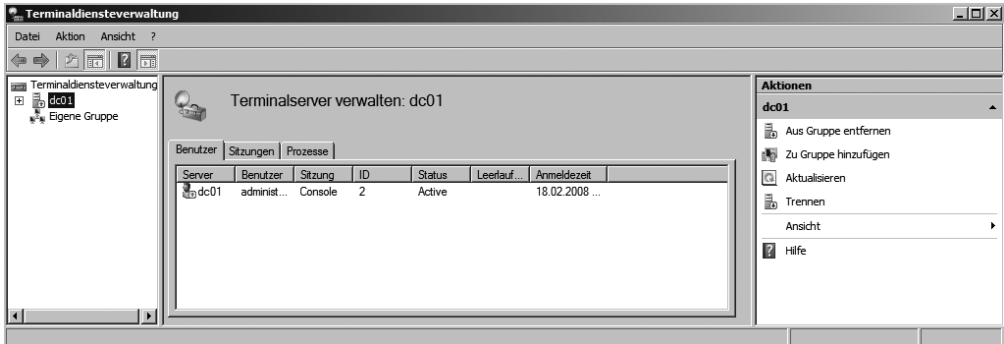 Terminaldiensteverwaltung
Datei Aktion Ansicht ?
Terminaldiensteverwaltung
dc01
Eigene Gruppe
Terminalserver verwalten: dc01
Benutzer Sitzungen Prozesse
Server Benutzer Sitzung ID Status Leerlauf... Anmeldezeit
dc01 administ... Console 2 Active 18.02.2008 ...
Aktionen
dc01
Aus Gruppe entfernen
Zu Gruppe hinzufügen
Aktualisieren
Trennen
Ansicht
Hilfe